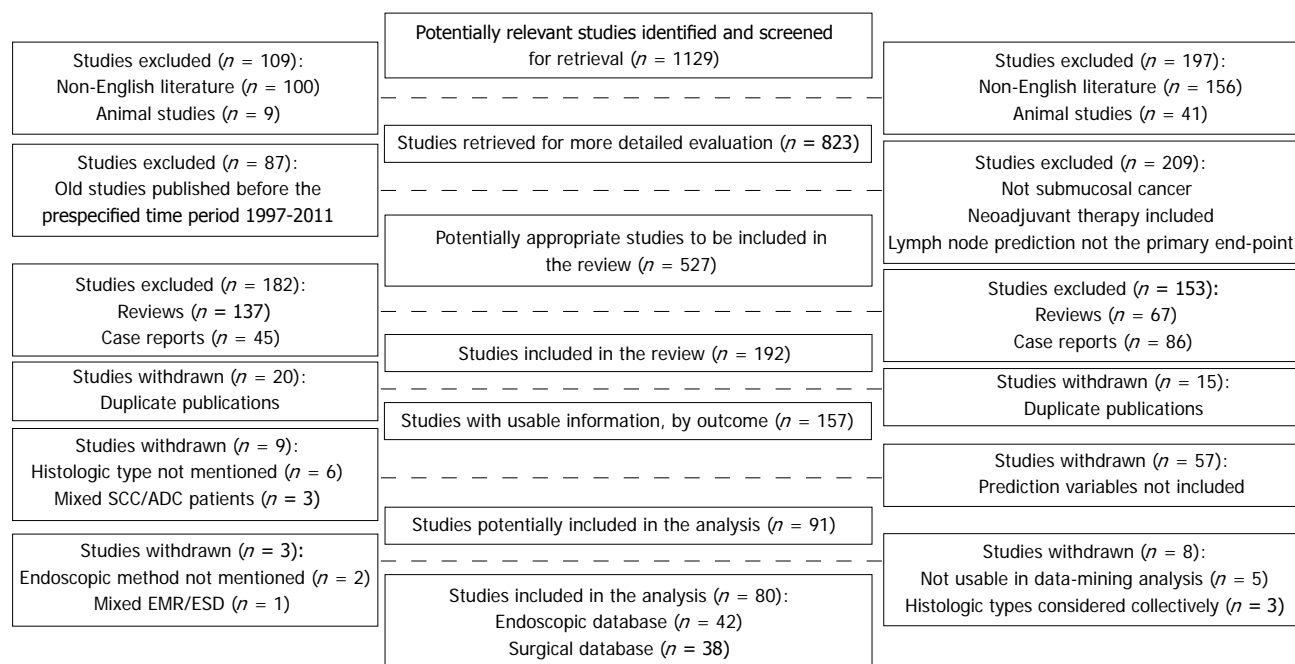 Potentially relevant studies identified and screened
for retrieval (n = 1129)
Studies excluded (n = 109):
Non-English literature (n = 100)
Animal studies (n = 9)
Studies excluded (n = 197):
Non-English literature (n = 156)
Animal studies (n = 41)
Studies retrieved for more detailed evaluation (n = 823)
Studies excluded (n = 87):
Old studies published before the
prespecified time period 1997-2011
Studies excluded (n = 209):
Not submucosal cancer
Neoadjuvant therapy included
Lymph node prediction not the primary end-point
Potentially appropriate studies to be included in
the review (n = 527)
Studies excluded (n = 182):
Reviews (n = 137)
Case reports (n = 45)
Studies excluded (n = 153):
Reviews (n = 67)
Case reports (n = 86)
Studies included in the review (n = 192)
Studies withdrawn (n = 20):
Duplicate publications
Studies withdrawn (n = 15):
Duplicate publications
Studies with usable information, by outcome (n = 157)
Studies withdrawn (n = 9):
Histologic type not mentioned (n = 6)
Mixed SCC/ADC patients (n = 3)
Studies withdrawn (n = 57):
Prediction variables not included
Studies potentially included in the analysis (n = 91)
Studies withdrawn (n = 3):
Endoscopic method not mentioned (n = 2)
Mixed EMR/ESD (n = 1)
Studies withdrawn (n = 8):
Not usable in data-mining analysis (n = 5)
Histologic types considered collectively (n = 3)
Studies included in the analysis (n = 80):
Endoscopic database (n = 42)
Surgical database (n = 38)